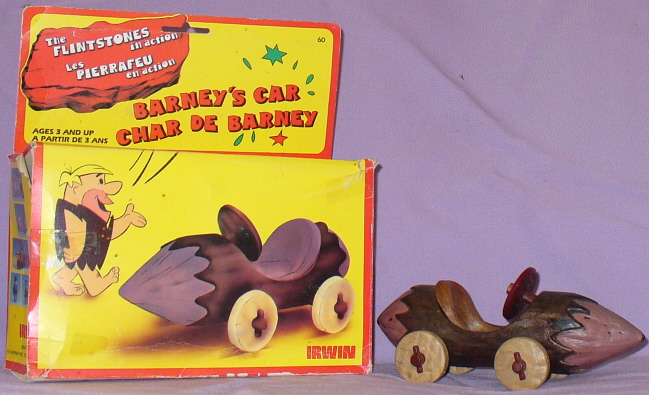 The
FLINTSTONES
in action
Les
PIERRAFEU
en action
60
BARNEY'S CAR
CHAR DE BARNEY
AGES 3 AND UP
A PARTIR DE 3 ANS
IRWIN